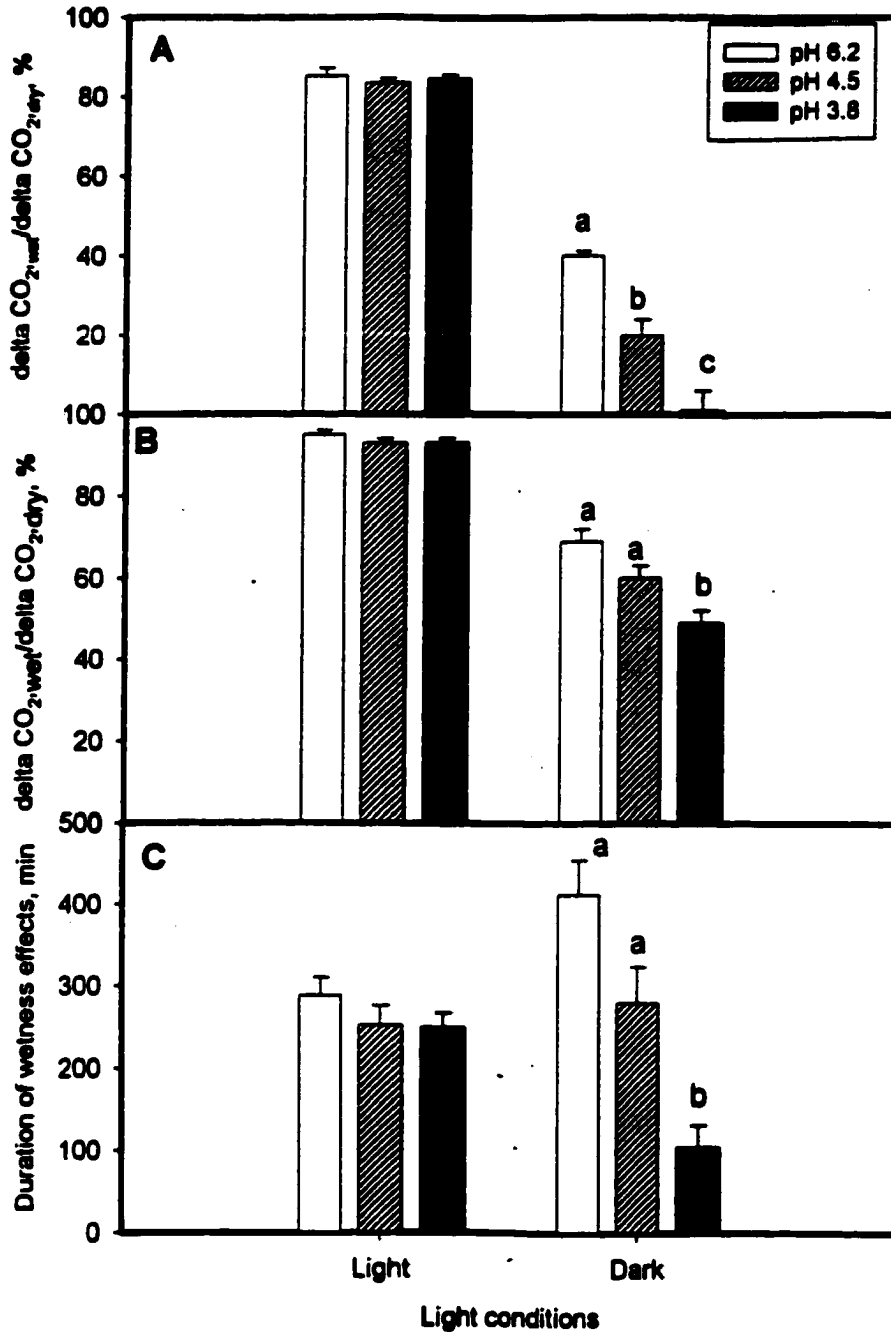 A
delta CO2'wet/delta CO2'dry, %
100
80
60
40
20
pH 6.2
pH 4.5
pH 3.8
a
b
c
B
delta CO2'wet/delta CO2'dry, %
100
80
60
40
20
a
a
b
C
Duration of wetness effects, min
500
400
300
200
100
0
a
a
b
Light
Dark
Light conditions